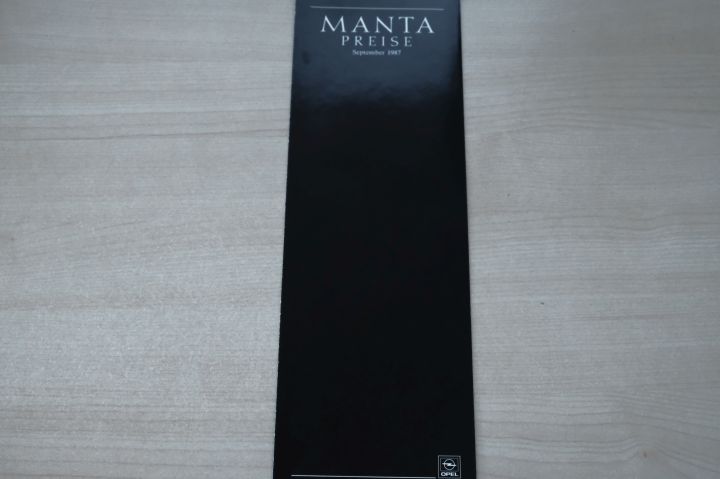 MANTA
PREISE
September 1987
OPEL